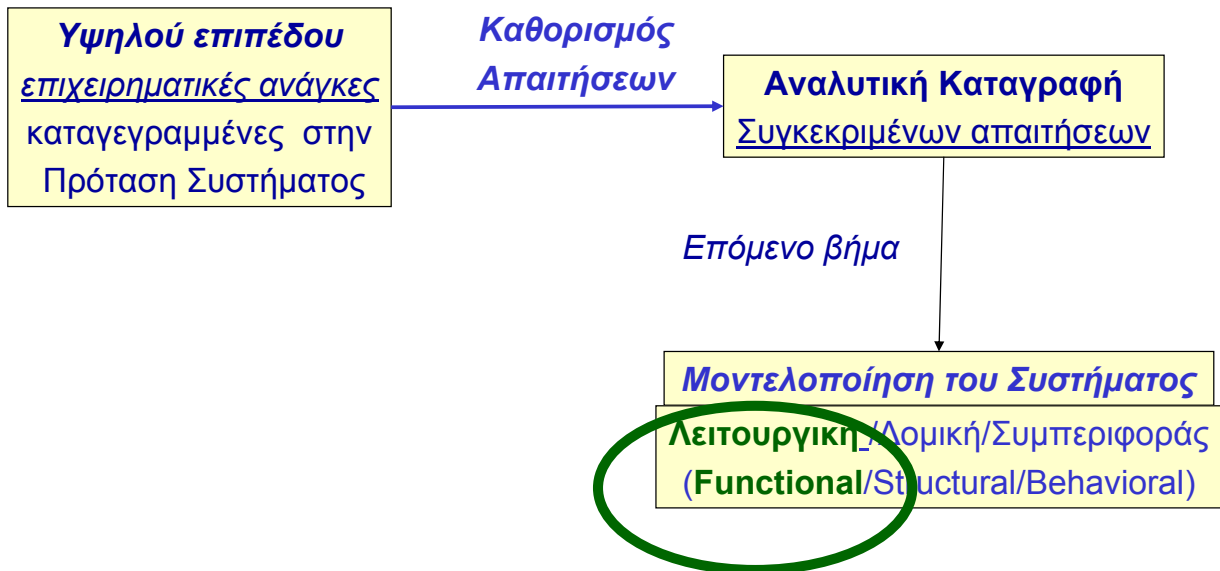 Υψηλού επιπέδου
επιχειρηματικές ανάγκες
καταγεγραμμένες στην
Πρόταση Συστήματος
Καθορισμός
Απαιτήσεων
Αναλυτική Καταγραφή
Συγκεκριμένων απαιτήσεων
Επόμενο βήμα
Μοντελοποίηση του Συστήματος
Λειτουργική /Δομική/Συμπεριφοράς
(Functional/Structural/Behavioral)